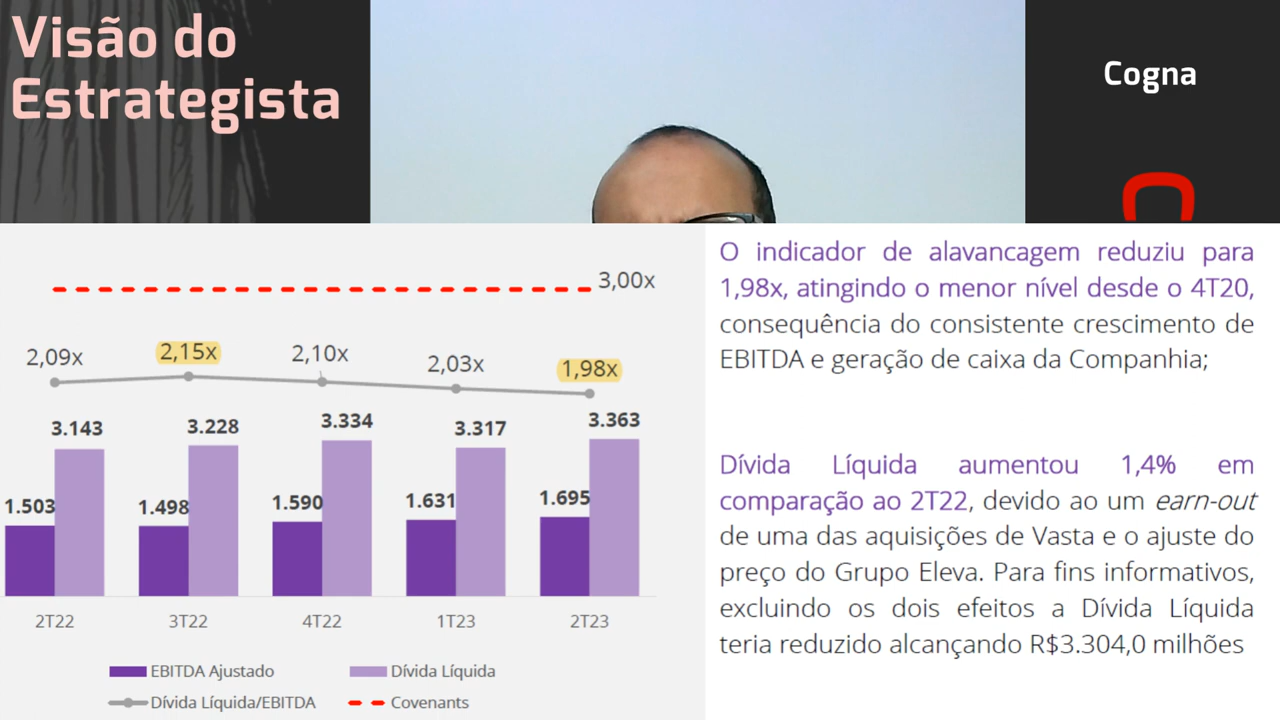 Visão do
Estrategista
Cogna
3,00x
2,09x
2,15x
2,10x
2,03x
1,98x
3.143
3.228
3.334
3.317
3.363
1.503
1.498
1.590
1.631
1.695
2T22
3T22
4T22
1T23
2T23
EBITDA Ajustado
Dívida Líquida
Dívida Líquida/EBITDA
Covenants
O indicador de alavancagem reduziu para
1,98x, atingindo o menor nível desde o 4T20,
consequência do consistente crescimento de
EBITDA e geração de caixa da Companhia;
Dívida Líquida aumentou 1,4% em
comparação ao 2T22, devido ao um earn-out
de uma das aquisições de Vasta e o ajuste do
preço do Grupo Eleva. Para fins informativos,
excluindo os dois efeitos a Dívida Líquida
teria reduzido alcançando R$3.304,0 milhões